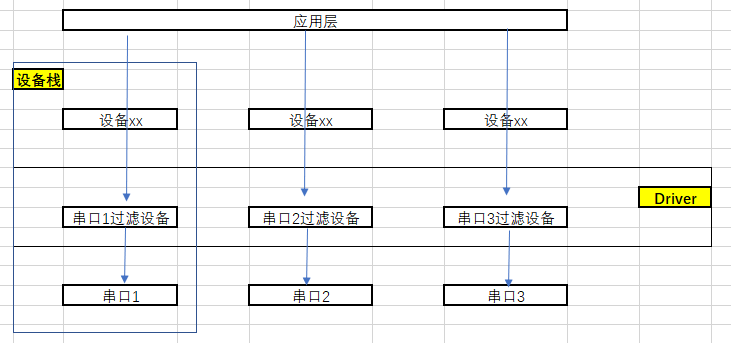 应用层
设备栈
设备xx
设备xx
设备xx
Driver
串口1过滤设备
串口2过滤设备
串口3过滤设备
串口1
串口2
串口3